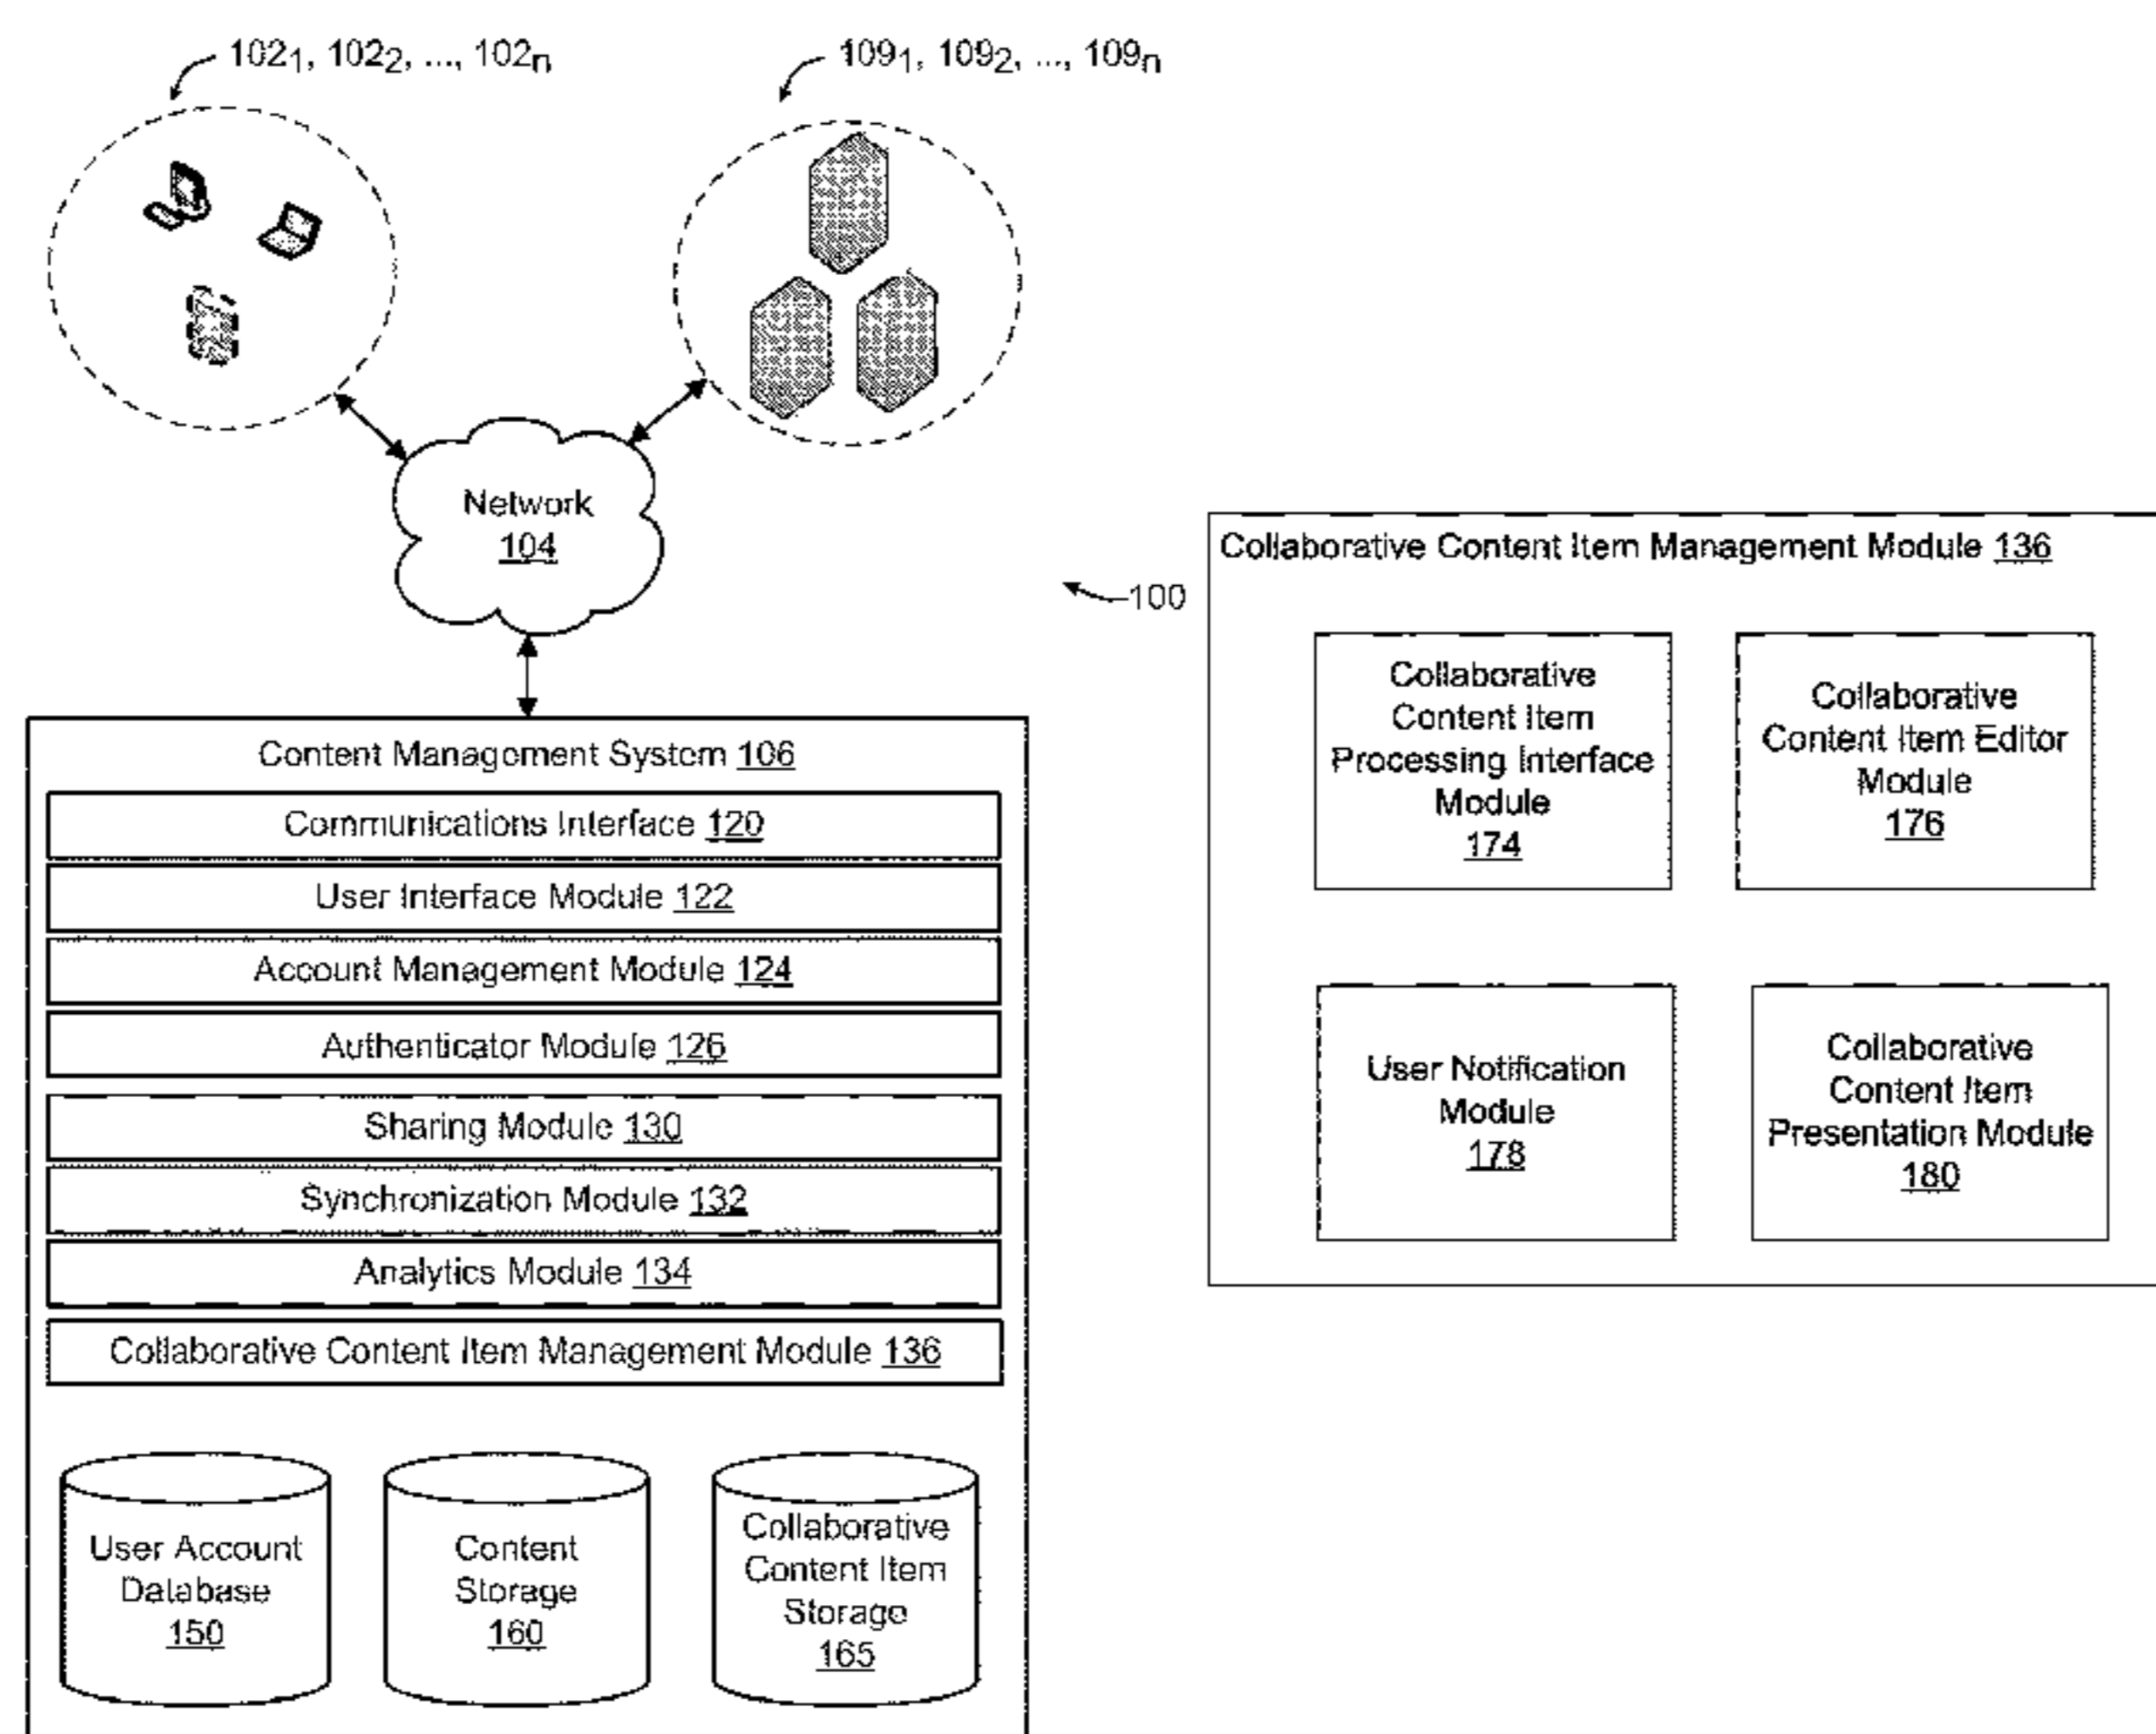 102₁, 102₂, ..., 102ₙ
109₁, 109₂, ..., 109ₙ
Network
104
100
Content Management System 106
Communications Interface 120
User Interface Module 122
Account Management Module 124
Authenticator Module 126
Sharing Module 130
Synchronization Module 132
Analytics Module 134
Collaborative Content Item Management Module 136
User Account
Database
150
Content
Storage
160
Collaborative
Content Item
Storage
165
Collaborative Content Item Management Module 136
Collaborative
Content Item
Processing Interface
Module
174
Collaborative
Content Item Editor
Module
176
User Notification
Module
178
Collaborative
Content Item
Presentation Module
180